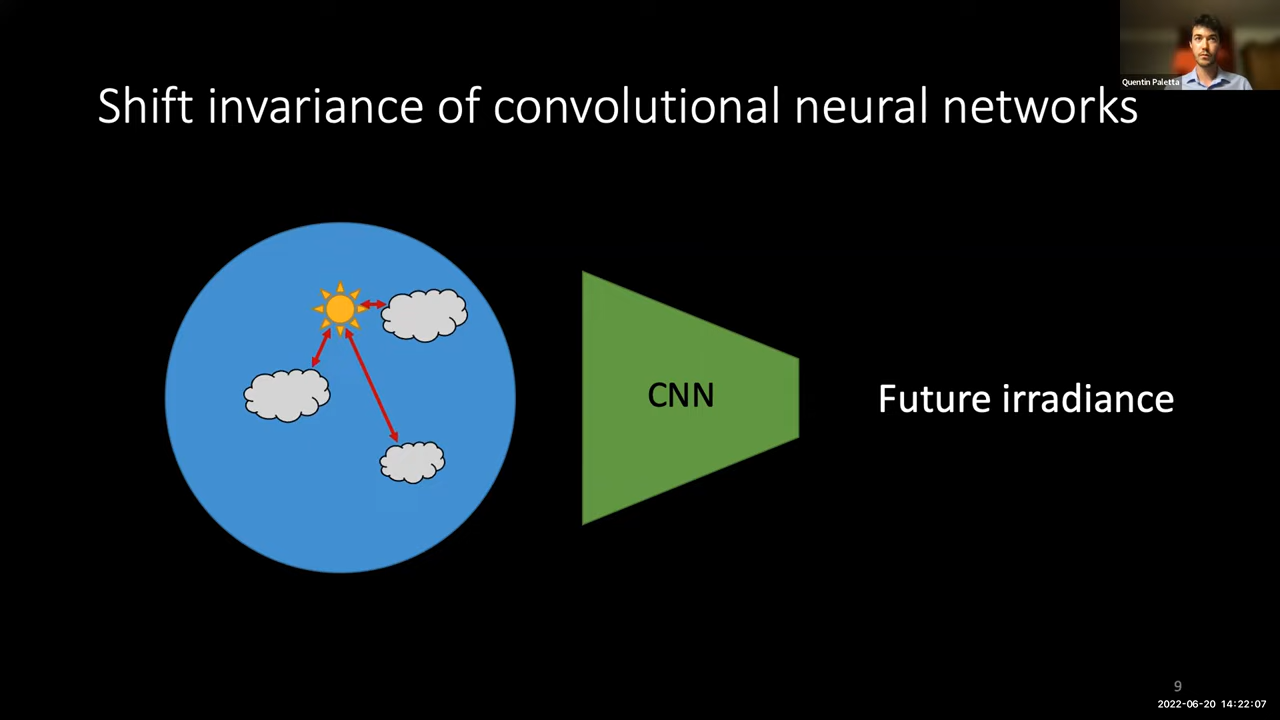 Quentin Paletta
Shift invariance of convolutional neural networks
CNN
Future irradiance
9
2022-06-20 14:22:07